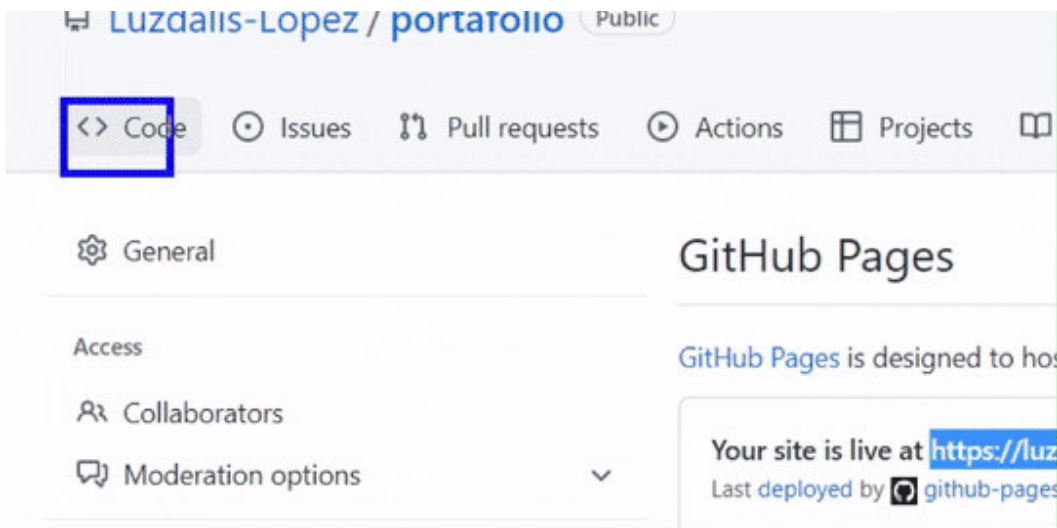 Luzdalis-Lopez / portafolio Public
<> Code Issues Pull requests Actions Projects
General
GitHub Pages
Access
GitHub Pages is designed to hos
Collaborators
Your site is live at https://luz
Moderation options
Last deployed by github-pages